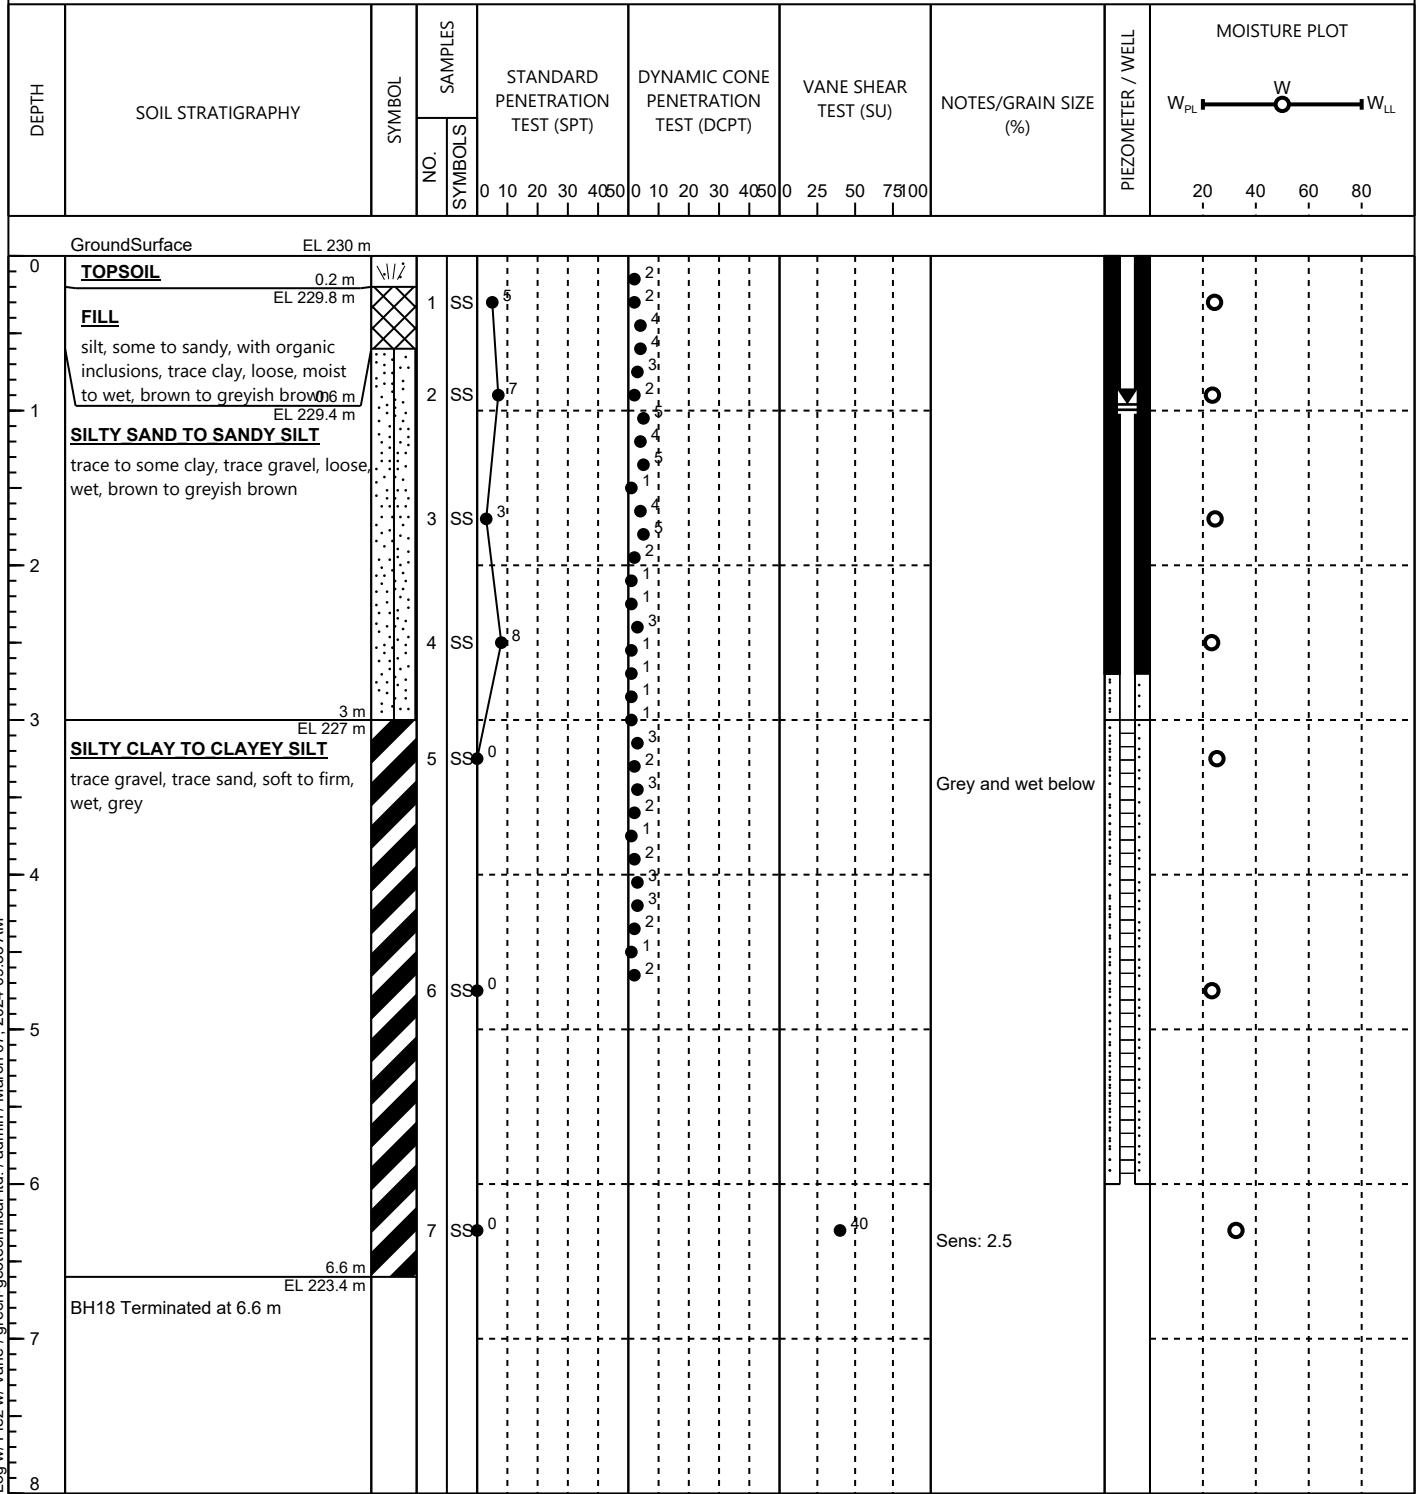 DEPTH
SOIL STRATIGRAPHY
SYMBOL
SAMPLES
NO.
SYMBOLS
STANDARD
PENETRATION
TEST (SPT)
0 10 20 30 40 50
DYNAMIC CONE
PENETRATION
TEST (DCPT)
0 10 20 30 40 50
VANE SHEAR
TEST (SU)
0 25 50 75 100
NOTES/GRAIN SIZE
(%)
PIEZOMETER / WELL
MOISTURE PLOT
W
WPL WLL
20 40 60 80
GroundSurface EL 230 m
0
TOPSOIL 0.2 m
EL 229.8 m
FILL
silt, some to sandy, with organic
inclusions, trace clay, loose, moist
to wet, brown to greyish brown 0.6 m
EL 229.4 m
SILTY SAND TO SANDY SILT
trace to some clay, trace gravel, loose,
wet, brown to greyish brown
3 m
EL 227 m
SILTY CLAY TO CLAYEY SILT
trace gravel, trace sand, soft to firm,
wet, grey
6.6 m
EL 223.4 m
BH18 Terminated at 6.6 m
1
2
3
4
5
6
7
8
1 SS 5
2 SS 7
3 SS 3
4 SS 8
5 SS 0
6 SS 0
7 SS 0
2
2
4
4
3
2
5
4
5
1
4
5
2
1
1
3
1
1
1
1
3
2
3
2
1
2
3
3
2
1
2
40
Grey and wet below
Sens: 2.5